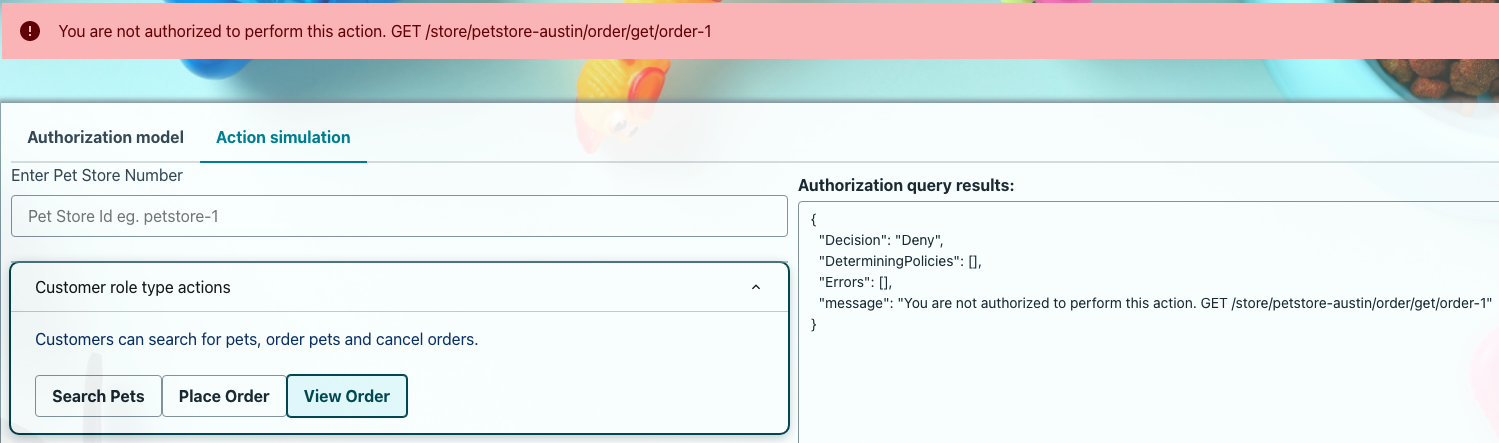 You are not authorized to perform this action. GET /store/petstore-austin/order/get/order-1
Authorization model
Action simulation
Enter Pet Store Number
Pet Store Id eg. petstore-1
Customer role type actions
Customers can search for pets, order pets and cancel orders.
Search Pets
Place Order
View Order
Authorization query results:
{
"Decision": "Deny",
"DeterminingPolicies": [],
"Errors": [],
"message": "You are not authorized to perform this action. GET /store/petstore-austin/order/get/order-1"
}